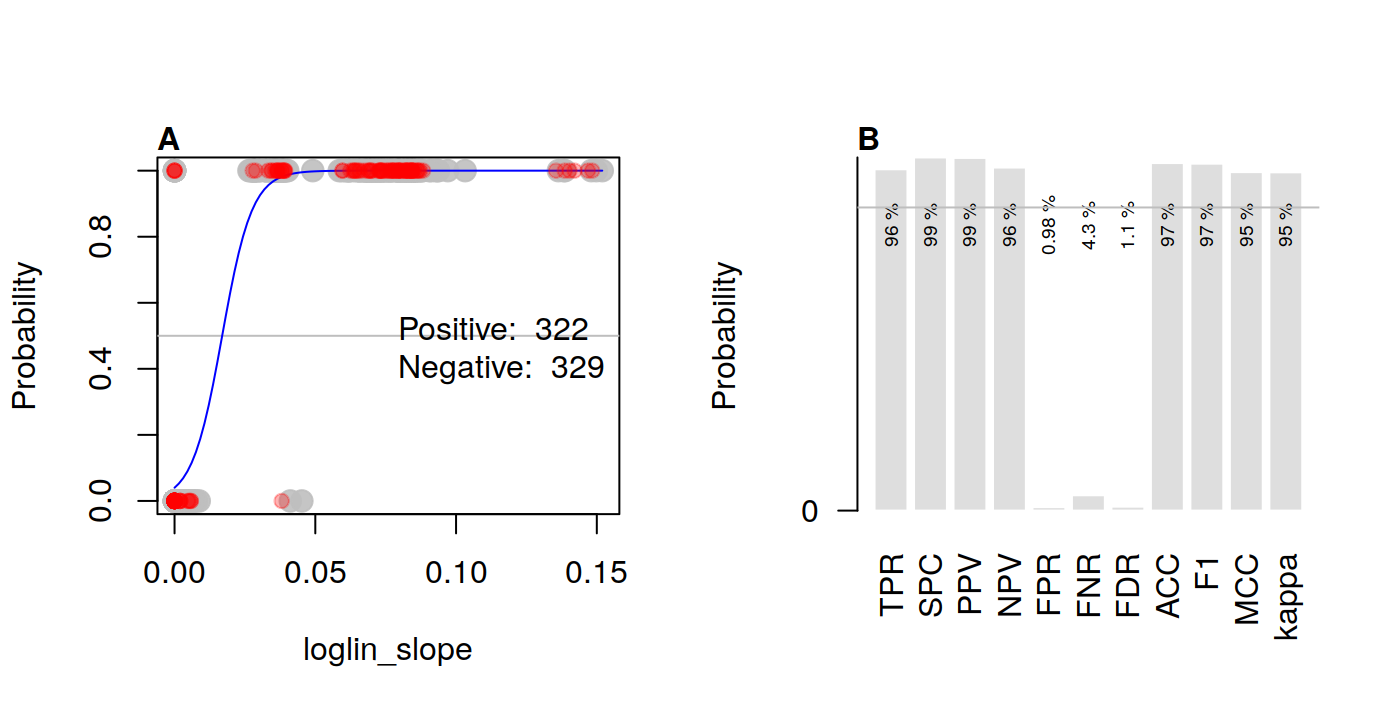 A
Probability
0.0
0.4
0.8
Positive: 322
Negative: 329
0.00 0.05 0.10 0.15
loglin_slope
B
Probability
0
96 % 99 % 99 % 96 % 0.98 % 4.3 % 1.1 % 97 % 97 % 95 % 95 %
TPR SPC PPV NPV FPR FNR FDR ACC F1 MCC kappa